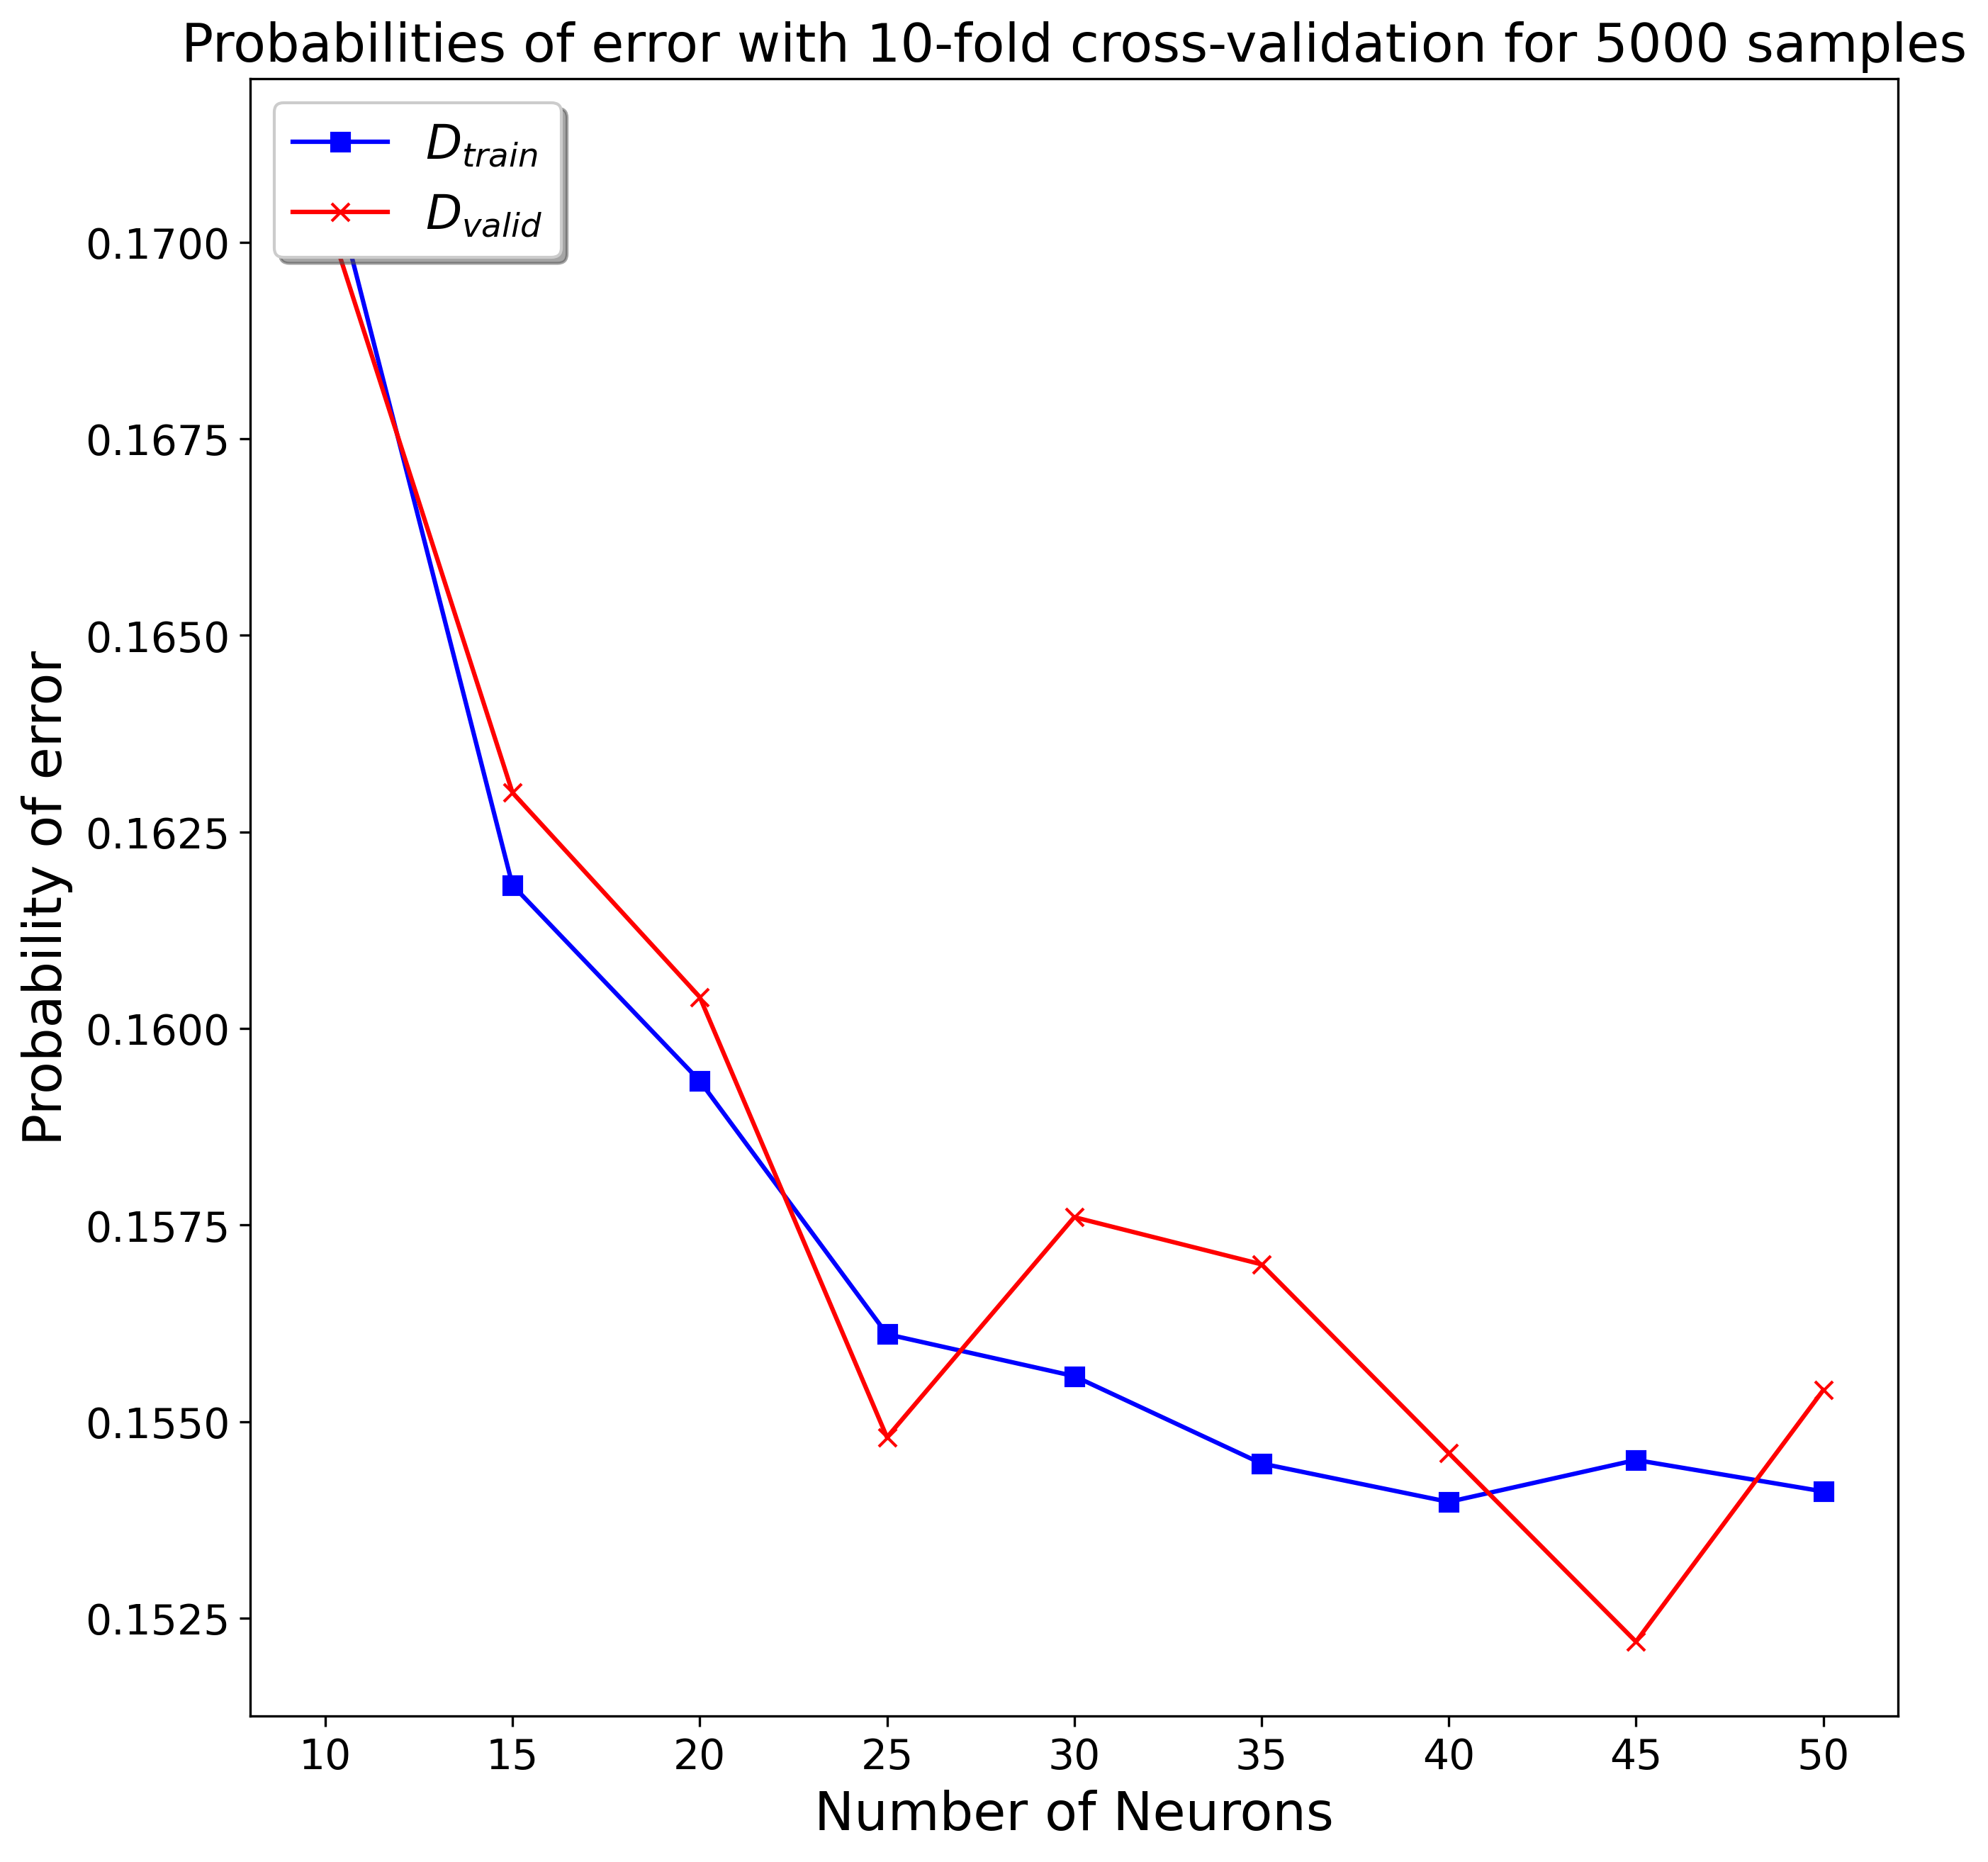 Probabilities of error with 10-fold cross-validation for 5000 samples
D_train
D_valid
0.1700
0.1675
0.1650
0.1625
0.1600
0.1575
0.1550
0.1525
Probability of error
10 15 20 25 30 35 40 45 50
Number of Neurons